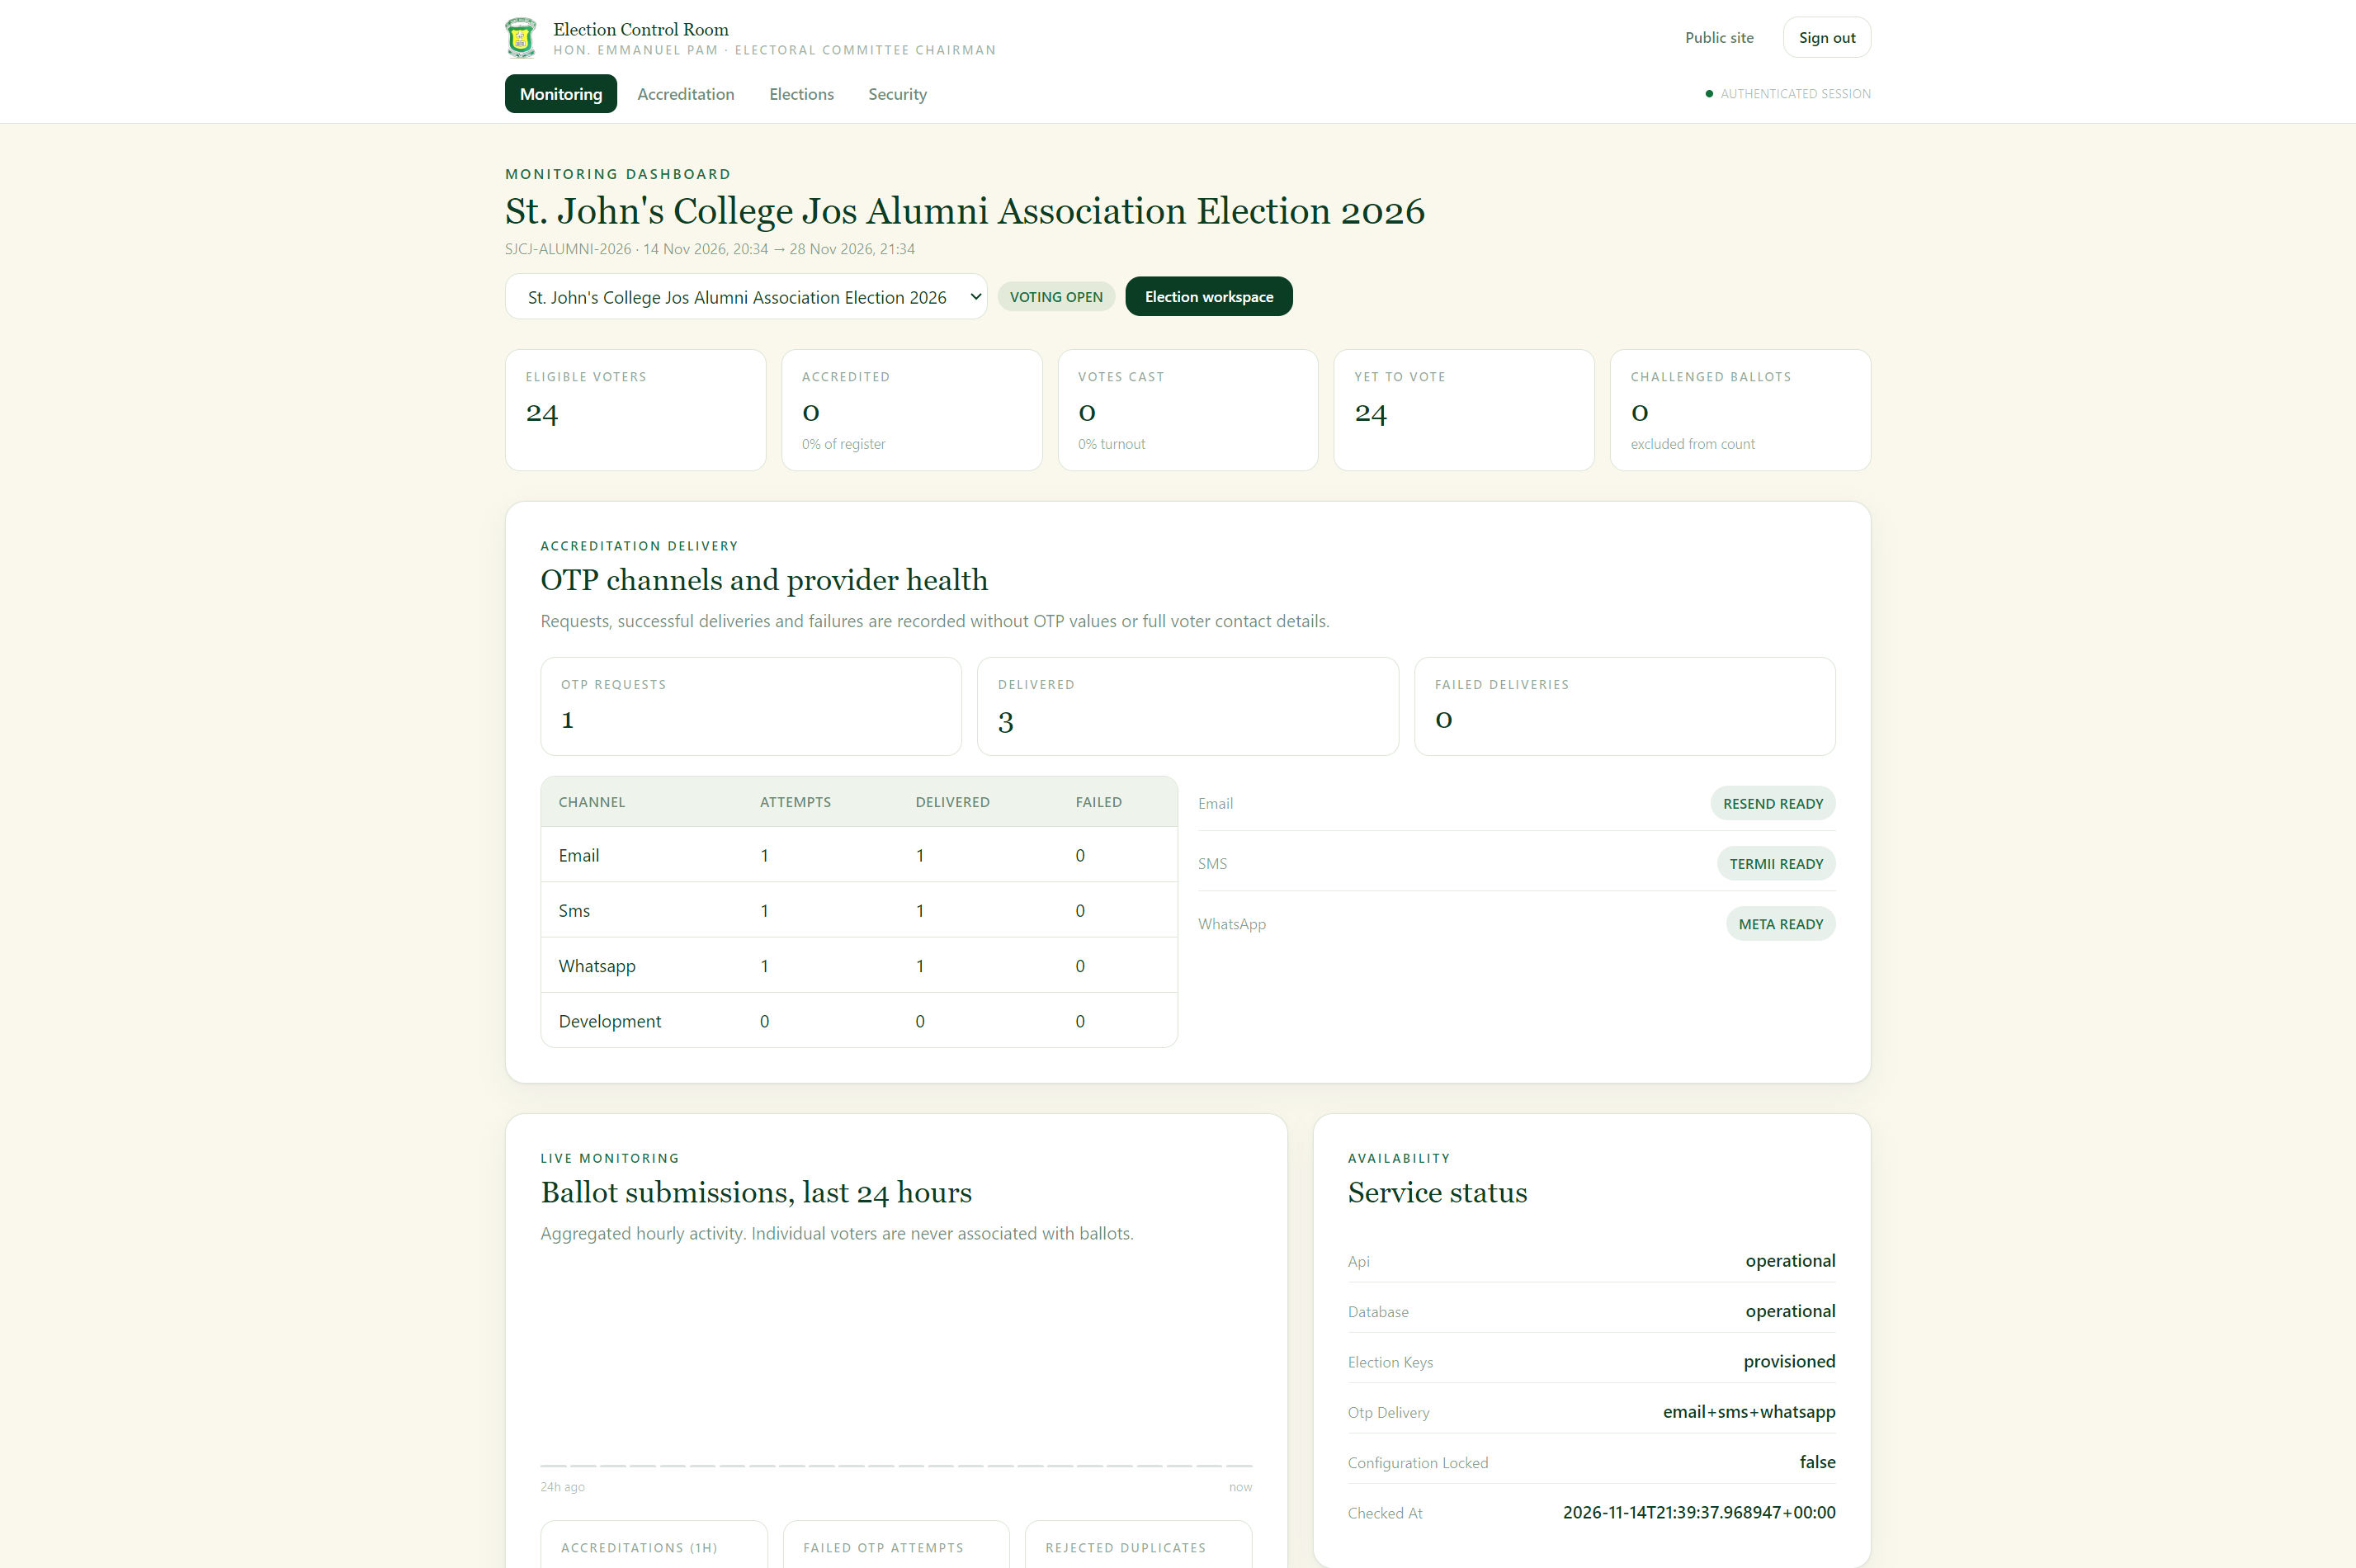 Election Control Room
HON. EMMANUEL PAM · ELECTORAL COMMITTEE CHAIRMAN
Public site
Sign out
Monitoring
Accreditation
Elections
Security
AUTHENTICATED SESSION
MONITORING DASHBOARD
St. John's College Jos Alumni Association Election 2026
SJCJ-ALUMNI-2026 · 14 Nov 2026, 20:34 → 28 Nov 2026, 21:34
St. John's College Jos Alumni Association Election 2026
VOTING OPEN
Election workspace
ELIGIBLE VOTERS
24
ACCREDITED
0
0% of register
VOTES CAST
0
0% turnout
YET TO VOTE
24
CHALLENGED BALLOTS
0
excluded from count
ACCREDITATION DELIVERY
OTP channels and provider health
Requests, successful deliveries and failures are recorded without OTP values or full voter contact details.
OTP REQUESTS
1
DELIVERED
3
FAILED DELIVERIES
0
CHANNEL ATTEMPTS DELIVERED FAILED
Email 1 1 0
Sms 1 1 0
Whatsapp 1 1 0
Development 0 0 0
Email RESEND READY
SMS TERMII READY
WhatsApp META READY
LIVE MONITORING
Ballot submissions, last 24 hours
Aggregated hourly activity. Individual voters are never associated with ballots.
24h ago now
ACCREDITATIONS (1H)
FAILED OTP ATTEMPTS
REJECTED DUPLICATES
AVAILABILITY
Service status
Api operational
Database operational
Election Keys provisioned
Otp Delivery email+sms+whatsapp
Configuration Locked false
Checked At 2026-11-14T21:39:37.968947+00:00